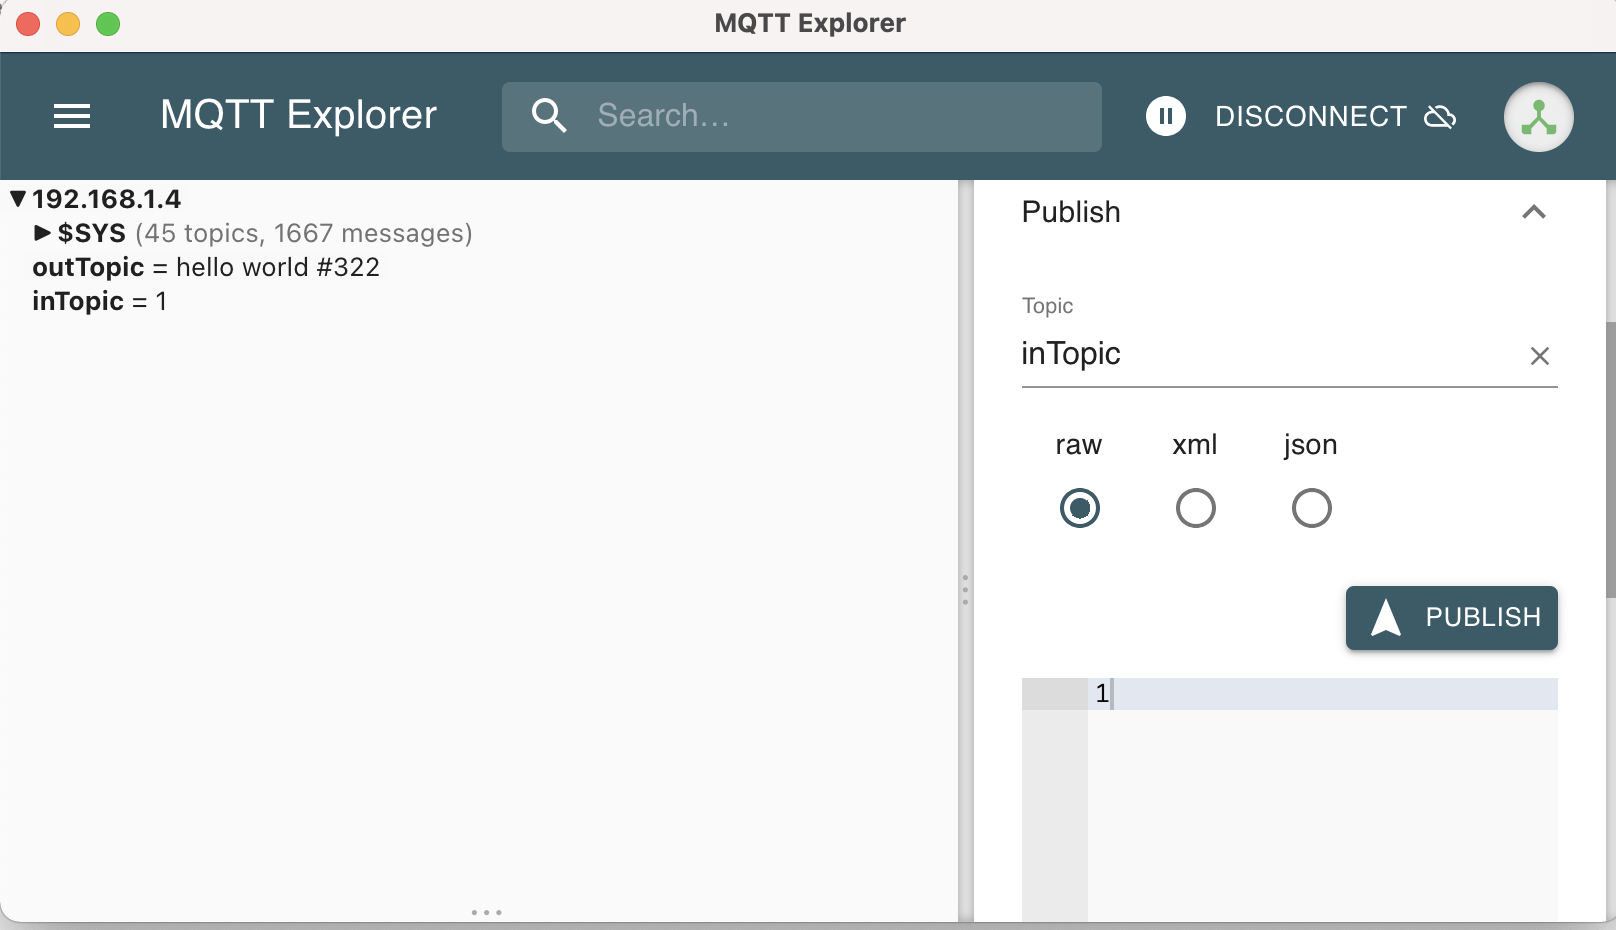 MQTT Explorer
MQTT Explorer
Search...
DISCONNECT
▼ 192.168.1.4
▶ $SYS (45 topics, 1667 messages)
outTopic = hello world #322
inTopic = 1
Publish
Topic
inTopic
raw xml json
PUBLISH
1